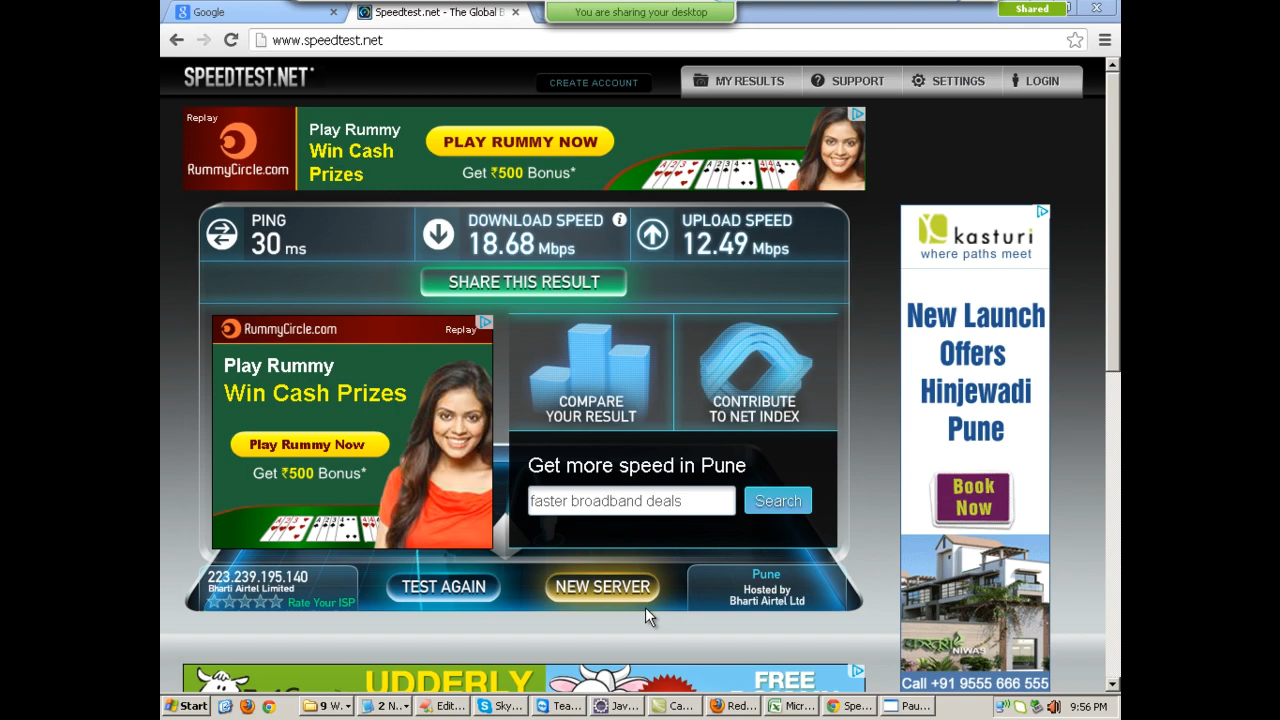 Google
Speedtest.net - The Global B
You are sharing your desktop
Shared
www.speedtest.net
SPEEDTEST.NET
CREATE ACCOUNT
MY RESULTS
SUPPORT
SETTINGS
LOGIN
Replay
RummyCircle.com
Play Rummy
Win Cash
Prizes
PLAY RUMMY NOW
Get ₹500 Bonus*
PING
30 ms
DOWNLOAD SPEED
18.68 Mbps
UPLOAD SPEED
12.49 Mbps
SHARE THIS RESULT
RummyCircle.com
Replay
Play Rummy
Win Cash Prizes
Play Rummy Now
Get ₹500 Bonus*
COMPARE
YOUR RESULT
CONTRIBUTE
TO NET INDEX
Get more speed in Pune
faster broadband deals
Search
223.239.195.140
Bharti Airtel Limited
Rate Your ISP
TEST AGAIN
NEW SERVER
Pune
Hosted by
Bharti Airtel Ltd
kasturi
where paths meet
New Launch
Offers
Hinjewadi
Pune
Book
Now
NIWAS
Call +91 9555 666 555
UDDERLY
FREE
Start
9 W...
2 N..
Edit...
Sky...
Tea...
Jav...
Ca...
Red...
Micr...
Spe...
Pau...
9:56 PM